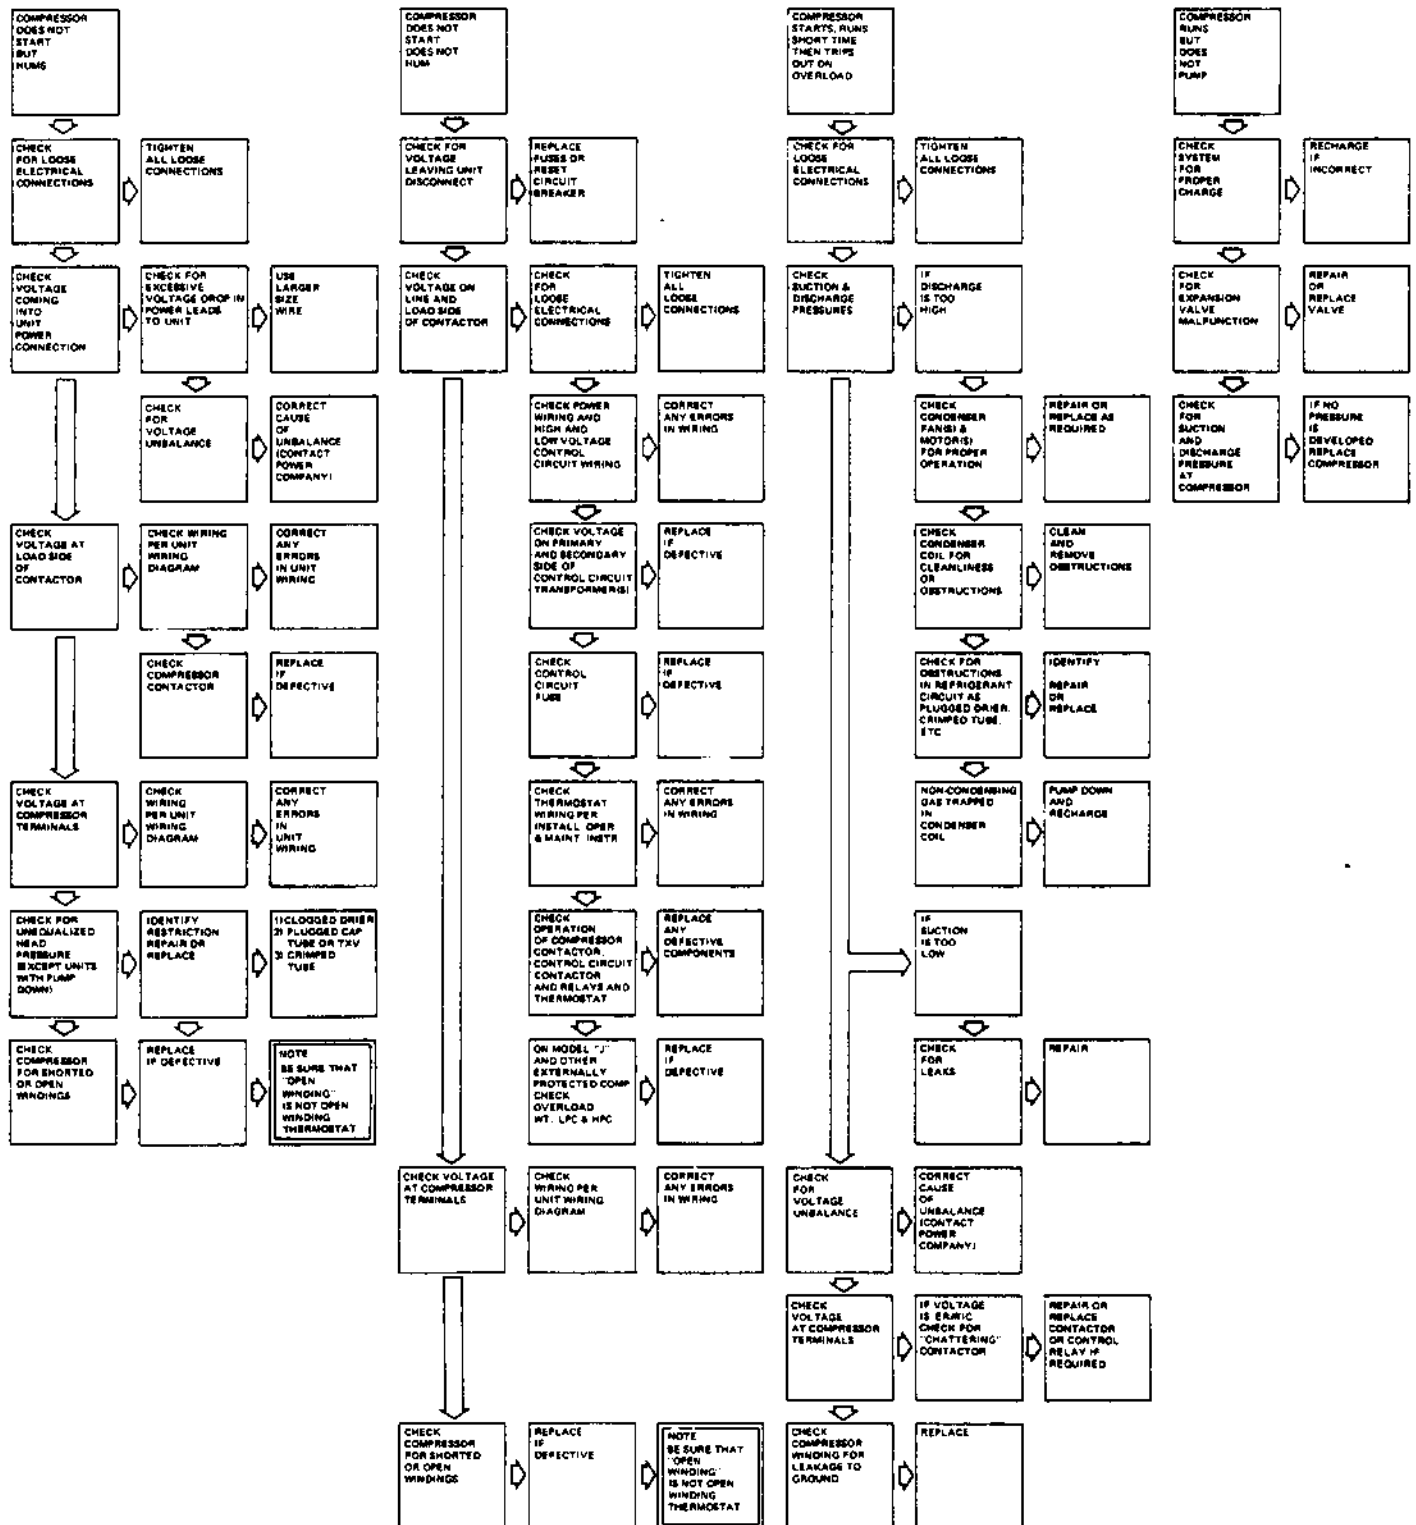 COMPRESSOR
DOES NOT
START
BUT
HUMS
CHECK
FOR LOOSE
ELECTRICAL
CONNECTIONS
TIGHTEN
ALL LOOSE
CONNECTIONS
CHECK
VOLTAGE
COMING
INTO
UNIT
POWER
CONNECTION
CHECK FOR
EXCESSIVE
VOLTAGE DROP IN
POWER LEADS
TO UNIT
USE
LARGER
SIZE
WIRE
CHECK
FOR
VOLTAGE
UNBALANCE
CORRECT
CAUSE
OF
UNBALANCE
(CONTACT
POWER
COMPANY)
CHECK
VOLTAGE AT
LOAD SIDE
OF
CONTACTOR
CHECK WIRING
PER UNIT
WIRING
DIAGRAM
CORRECT
ANY
ERRORS
IN UNIT
WIRING
CHECK
COMPRESSOR
CONTACTOR
REPLACE
IF
DEFECTIVE
CHECK
VOLTAGE AT
COMPRESSOR
TERMINALS
CHECK
WIRING
PER UNIT
WIRING
DIAGRAM
CORRECT
ANY
ERRORS
IN
UNIT
WIRING
CHECK FOR
UNEQUALIZED
HEAD
PRESSURE
(EXCEPT UNITS
WITH PUMP
DOWN)
IDENTIFY
RESTRICTION
REPAIR OR
REPLACE
1) CLOGGED DRIER
2) PLUGGED CAP
TUBE OR TXV
3) CRIMPED
TUBE
CHECK
COMPRESSOR
FOR SHORTED
OR OPEN
WINDINGS
REPLACE
IF DEFECTIVE
NOTE
BE SURE THAT
"OPEN
WINDING"
IS NOT OPEN
WINDING
THERMOSTAT
COMPRESSOR
DOES NOT
START
DOES NOT
HUM
CHECK FOR
VOLTAGE
LEAVING UNIT
DISCONNECT
REPLACE
FUSES OR
RESET
CIRCUIT
BREAKER
CHECK
VOLTAGE ON
LINE AND
LOAD SIDE
OF CONTACTOR
CHECK
FOR
LOOSE
ELECTRICAL
CONNECTIONS
TIGHTEN
ALL
LOOSE
CONNECTIONS
CHECK POWER
WIRING AND
HIGH AND
LOW VOLTAGE
CONTROL
CIRCUIT WIRING
CORRECT
ANY ERRORS
IN WIRING
CHECK VOLTAGE
ON PRIMARY
AND SECONDARY
SIDE OF
CONTROL CIRCUIT
TRANSFORMER(S)
REPLACE
IF
DEFECTIVE
CHECK
CONTROL
CIRCUIT
FUSE
REPLACE
IF
DEFECTIVE
CHECK
THERMOSTAT
WIRING PER
INSTALL OPER
& MAINT INSTR
CORRECT
ANY ERRORS
IN WIRING
CHECK
OPERATION
OF COMPRESSOR
CONTACTOR,
CONTROL CIRCUIT
CONTACTOR
AND RELAYS AND
THERMOSTAT
REPLACE
ANY
DEFECTIVE
COMPONENTS
ON MODEL "J"
AND OTHER
EXTERNALLY
PROTECTED COMP
CHECK
OVERLOAD
WT, LPC & HPC
REPLACE
IF
DEFECTIVE
CHECK VOLTAGE
AT COMPRESSOR
TERMINALS
CHECK
WIRING PER
UNIT WIRING
DIAGRAM
CORRECT
ANY ERRORS
IN WIRING
CHECK
COMPRESSOR
FOR SHORTED
OR OPEN
WINDINGS
REPLACE
IF
DEFECTIVE
NOTE
BE SURE THAT
"OPEN
WINDING"
IS NOT OPEN
WINDING
THERMOSTAT
COMPRESSOR
STARTS, RUNS
SHORT TIME
THEN TRIPS
OUT ON
OVERLOAD
CHECK FOR
LOOSE
ELECTRICAL
CONNECTIONS
TIGHTEN
ALL LOOSE
CONNECTIONS
CHECK
SUCTION &
DISCHARGE
PRESSURES
IF
DISCHARGE
IS TOO
HIGH
CHECK
CONDENSER
FAN(S) &
MOTOR(S)
FOR PROPER
OPERATION
REPAIR OR
REPLACE AS
REQUIRED
CHECK
CONDENSER
COIL FOR
CLEANLINESS
OR
OBSTRUCTIONS
CLEAN
AND
REMOVE
OBSTRUCTIONS
CHECK FOR
OBSTRUCTIONS
IN REFRIGERANT
CIRCUIT AS
PLUGGED DRIER,
CRIMPED TUBE,
ETC
IDENTIFY
REPAIR
OR
REPLACE
NON-CONDENSING
GAS TRAPPED
IN
CONDENSER
COIL
PUMP DOWN
AND
RECHARGE
IF
SUCTION
IS TOO
LOW
CHECK
FOR
LEAKS
REPAIR
CHECK
FOR
VOLTAGE
UNBALANCE
CORRECT
CAUSE
OF
UNBALANCE
(CONTACT
POWER
COMPANY)
CHECK
VOLTAGE
AT COMPRESSOR
TERMINALS
IF VOLTAGE
IS
CHECK FOR
"CHATTERING"
CONTACTOR
REPAIR OR
REPLACE
CONTACTOR
OR CONTROL
RELAY IF
REQUIRED
CHECK
COMPRESSOR
WINDING FOR
LEAKAGE TO
GROUND
REPLACE
COMPRESSOR
RUNS
BUT
DOES
NOT
PUMP
CHECK
SYSTEM
FOR
PROPER
CHARGE
RECHARGE
IF
INCORRECT
CHECK
FOR
EXPANSION
VALVE
MALFUNCTION
REPAIR
OR
REPLACE
VALVE
CHECK
FOR
SUCTION
AND
DISCHARGE
PRESSURE
AT
COMPRESSOR
IF NO
PRESSURE
IS
DEVELOPED
REPLACE
COMPRESSOR